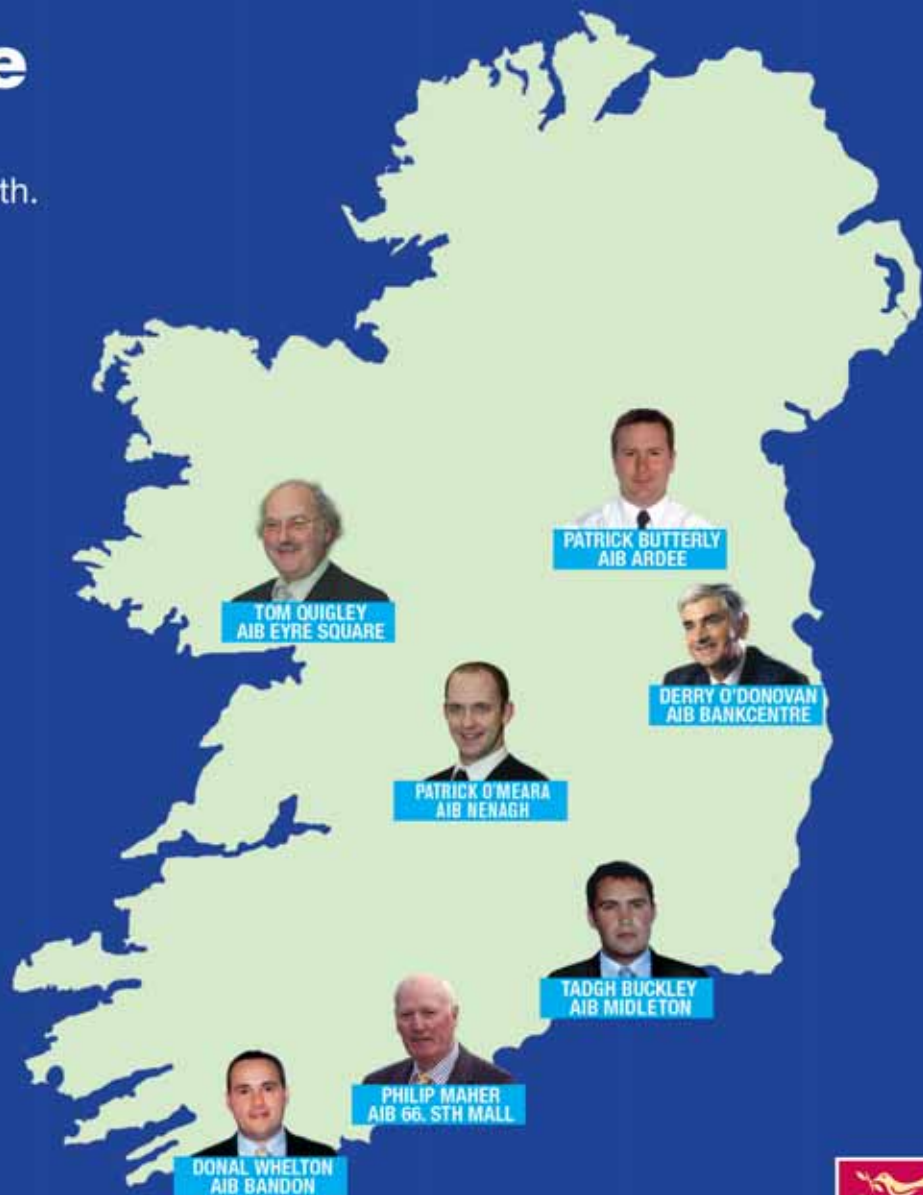 e
th.
PATRICK BUTTERLY
AIB ARDEE
TOM QUIGLEY
AIB EYRE SQUARE
DERRY O'DONOVAN
AIB BANKCENTRE
PATRICK O'MEARA
AIB NENAGH
TADGH BUCKLEY
AIB MIDLETON
PHILIP MAHER
AIB 66. STH MALL
DONAL WHELTON
AIB BANDON